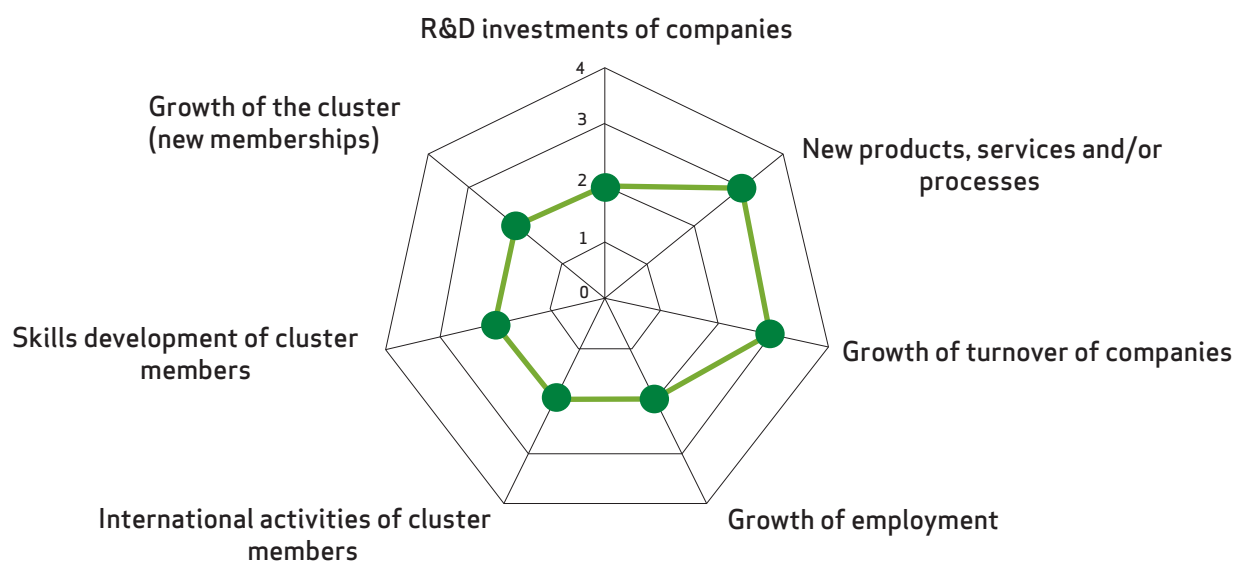 R&D investments of companies
4
Growth of the cluster
(new memberships)
3
New products, services and/or
processes
2
1
0
Skills development of cluster
members
Growth of turnover of companies
International activities of cluster
members
Growth of employment